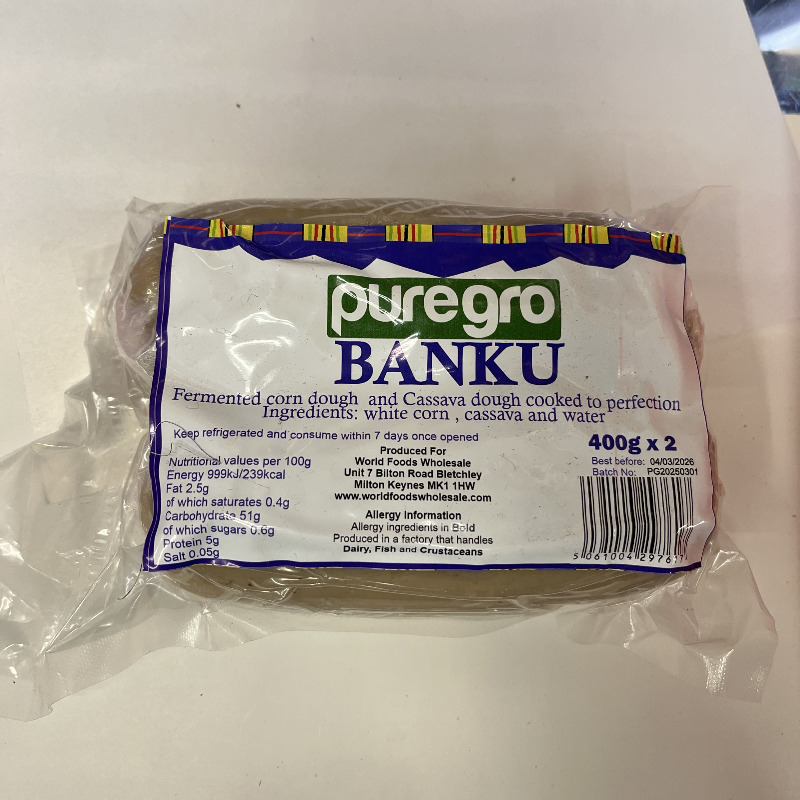 puregro
BANKU
Fermented corn dough and Cassava dough cooked to perfection
Ingredients: white corn , cassava and water
Keep refrigerated and consume within 7 days once opened
Nutritional values per 100g
Energy 999kJ/239kcal
Fat 2.5g
of which saturates 0.4g
Carbohydrate 51g
of which sugars 0.6g
Protein 5g
Salt 0.05g
Produced For
World Foods Wholesale
Unit 7 Bilton Road Bletchley
Milton Keynes MK1 1HW
www.worldfoodswholesale.com
Allergy Information
Allergy ingredients in Bold
Produced in a factory that handles
Dairy, Fish and Crustaceans
400g x 2
Best before: 04/03/2026
Batch No: PG20250301